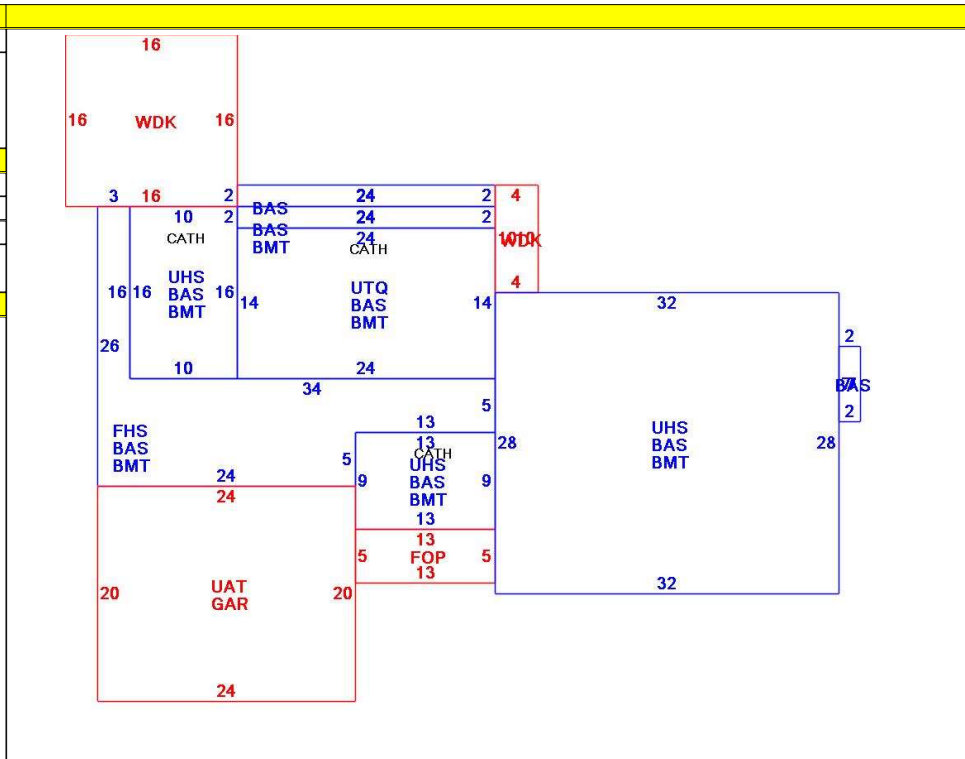 16
16 WDK 16
3 16 2 24 2 4
BAS
10 2 24 2
CATH BAS 24 1010 WDK
BMT CATH
UHS
BAS
BMT
16 16 16 14
UTQ
BAS
BMT
14 4
32
26
2
10 24
34
BAS 7
5 2
13
FHS
BAS
BMT
5 13
CATH
UHS
BAS
BMT
9 9
28 UHS
BAS
BMT
28
24
24
13
13
5 FOP 5
13
20 UAT
GAR
20
32
24